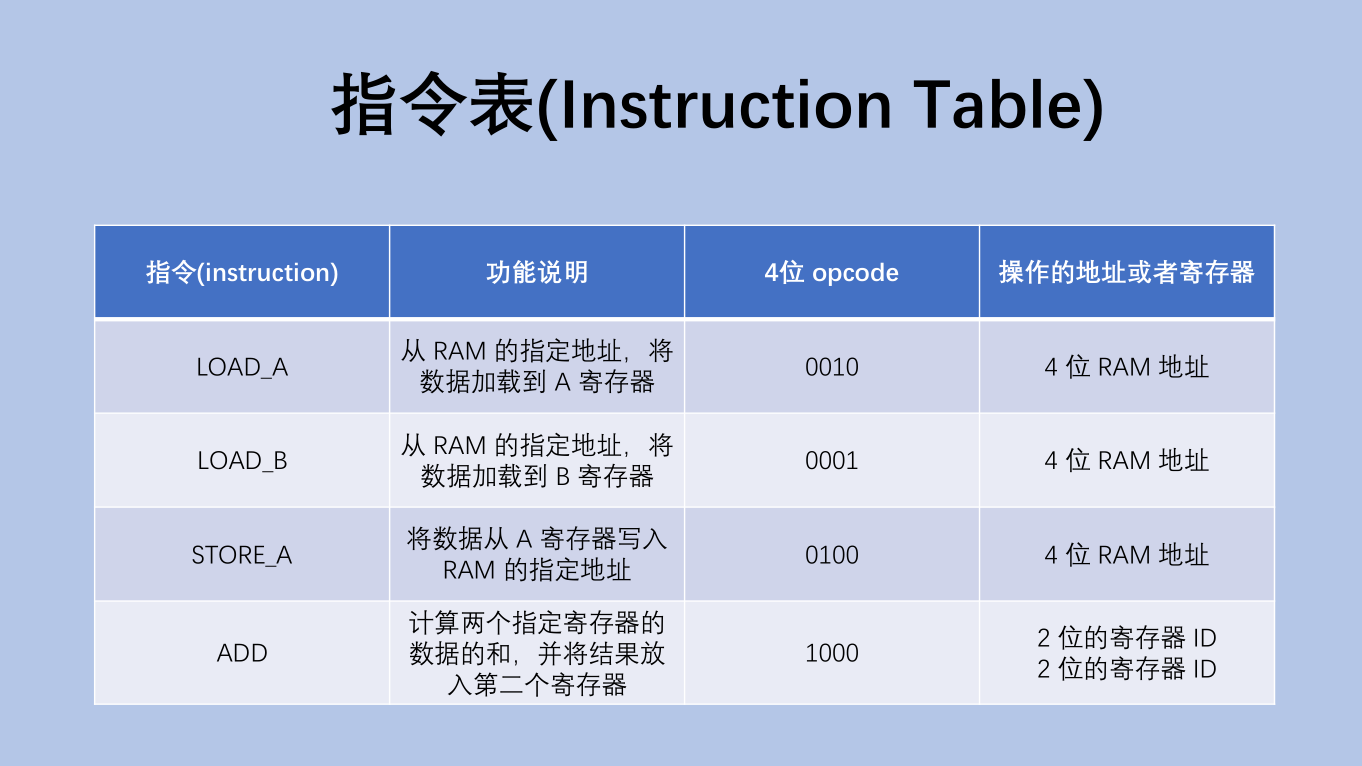 指令表(Instruction Table)
指令(instruction)
功能说明
4位 opcode
操作的地址或者寄存器
LOAD_A
从 RAM 的指定地址，将
数据加载到 A 寄存器
0010
4 位 RAM 地址
LOAD_B
从 RAM 的指定地址，将
数据加载到 B 寄存器
0001
4 位 RAM 地址
STORE_A
将数据从 A 寄存器写入
RAM 的指定地址
0100
4 位 RAM 地址
ADD
计算两个指定寄存器的
数据的和，并将结果放
入第二个寄存器
1000
2 位的寄存器 ID
2 位的寄存器 ID